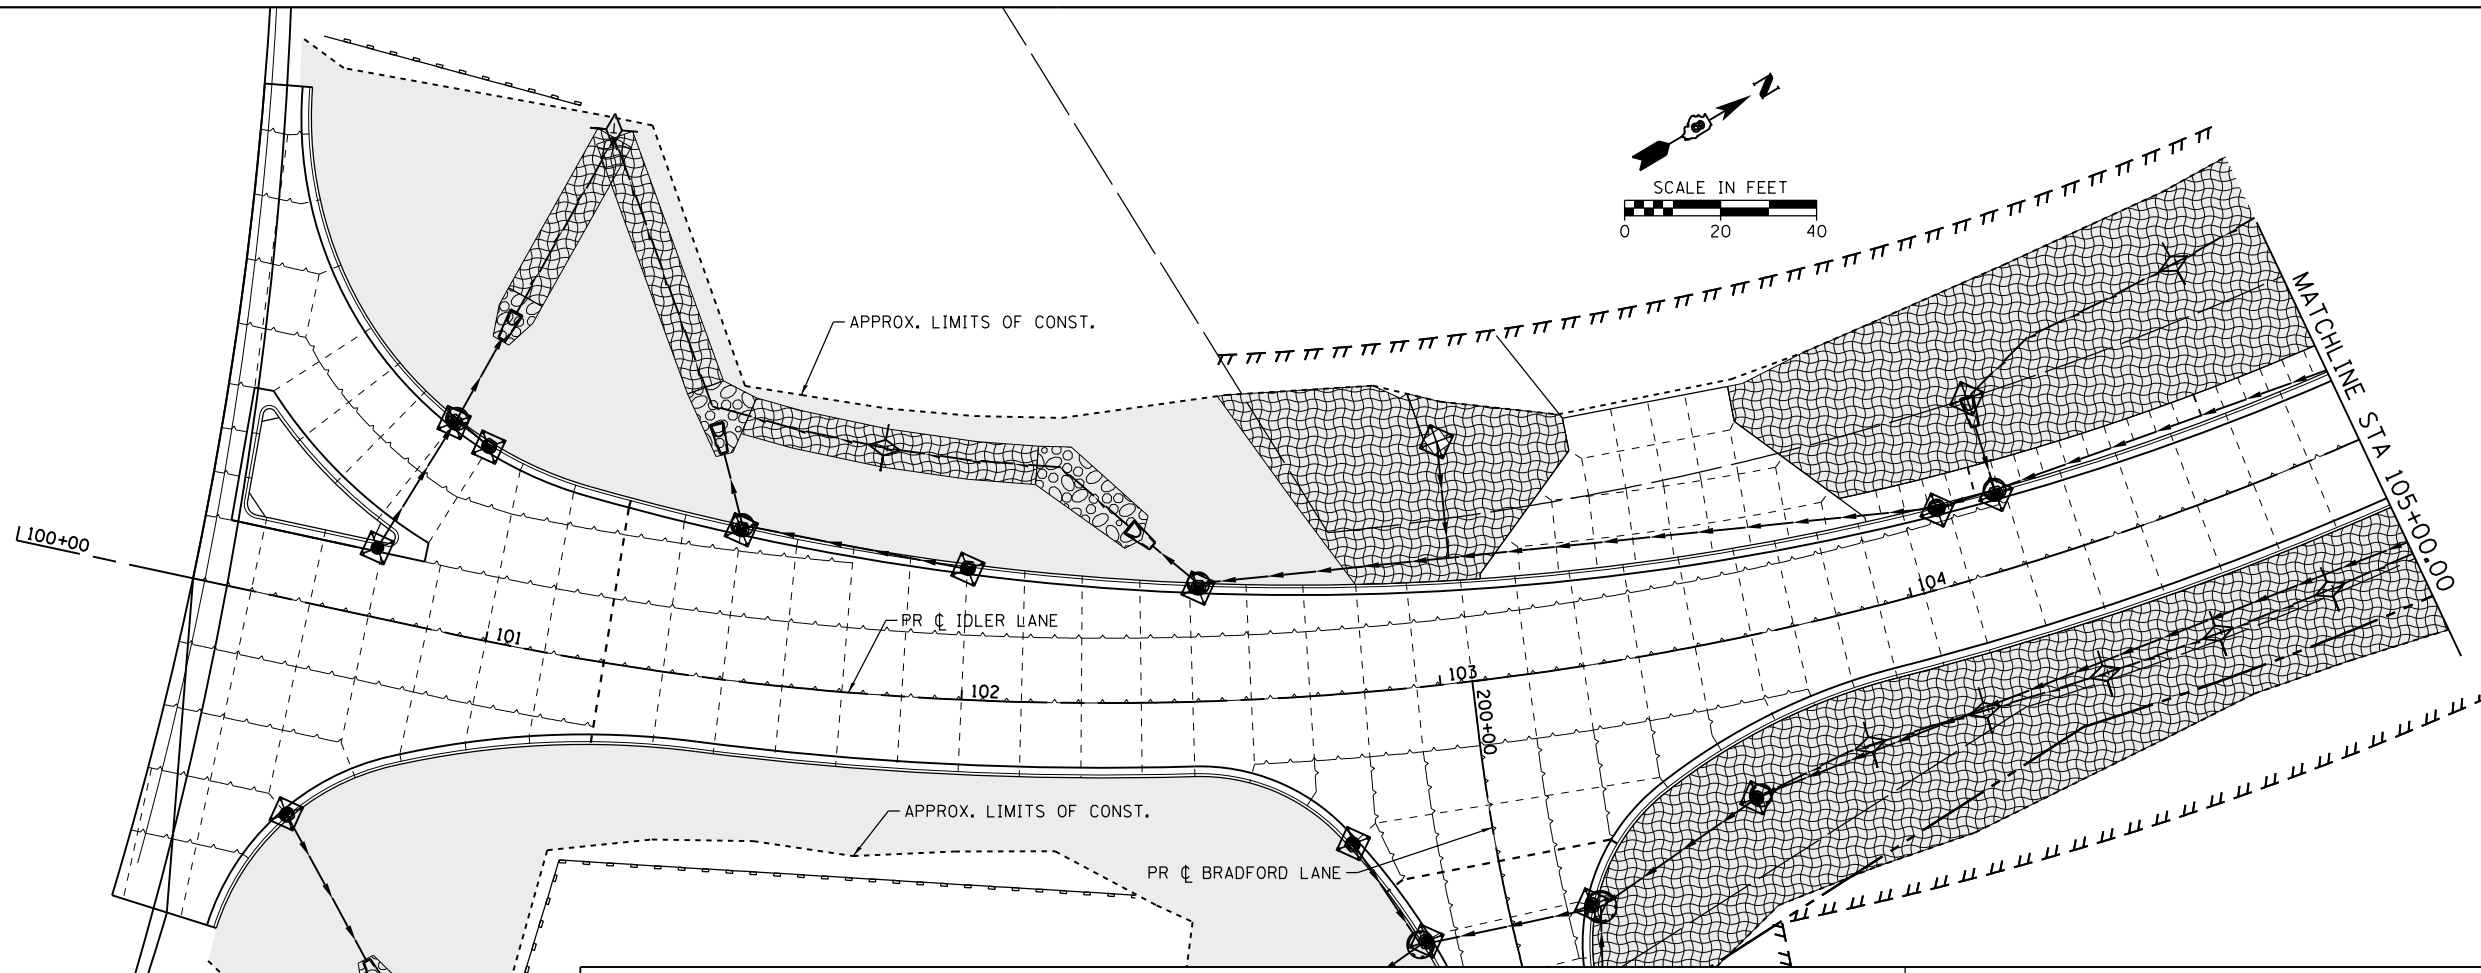 N
SCALE IN FEET
0 20 40
APPROX. LIMITS OF CONST.
MATCHLINE STA 105+00.00
100+00
101
PR ℄ IDLER LANE
102
103
104
200+00
APPROX. LIMITS OF CONST.
PR ℄ BRADFORD LANE